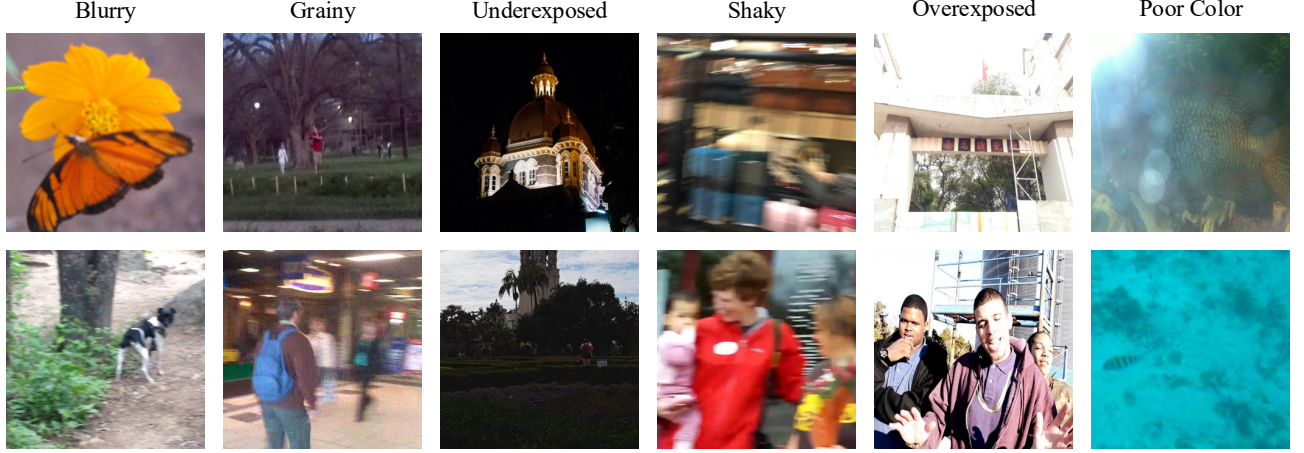 Blurry
Grainy
Underexposed
Shaky
Overexposed
Poor Color